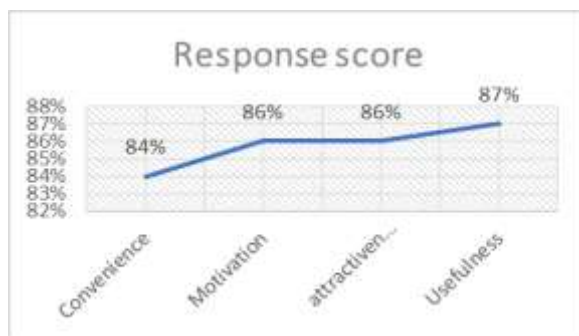 Response score
88%
87%
86%
85%
84%
83%
82%
84%
86%
86%
87%
Convenience
Motivation
attractiven...
Usefulness